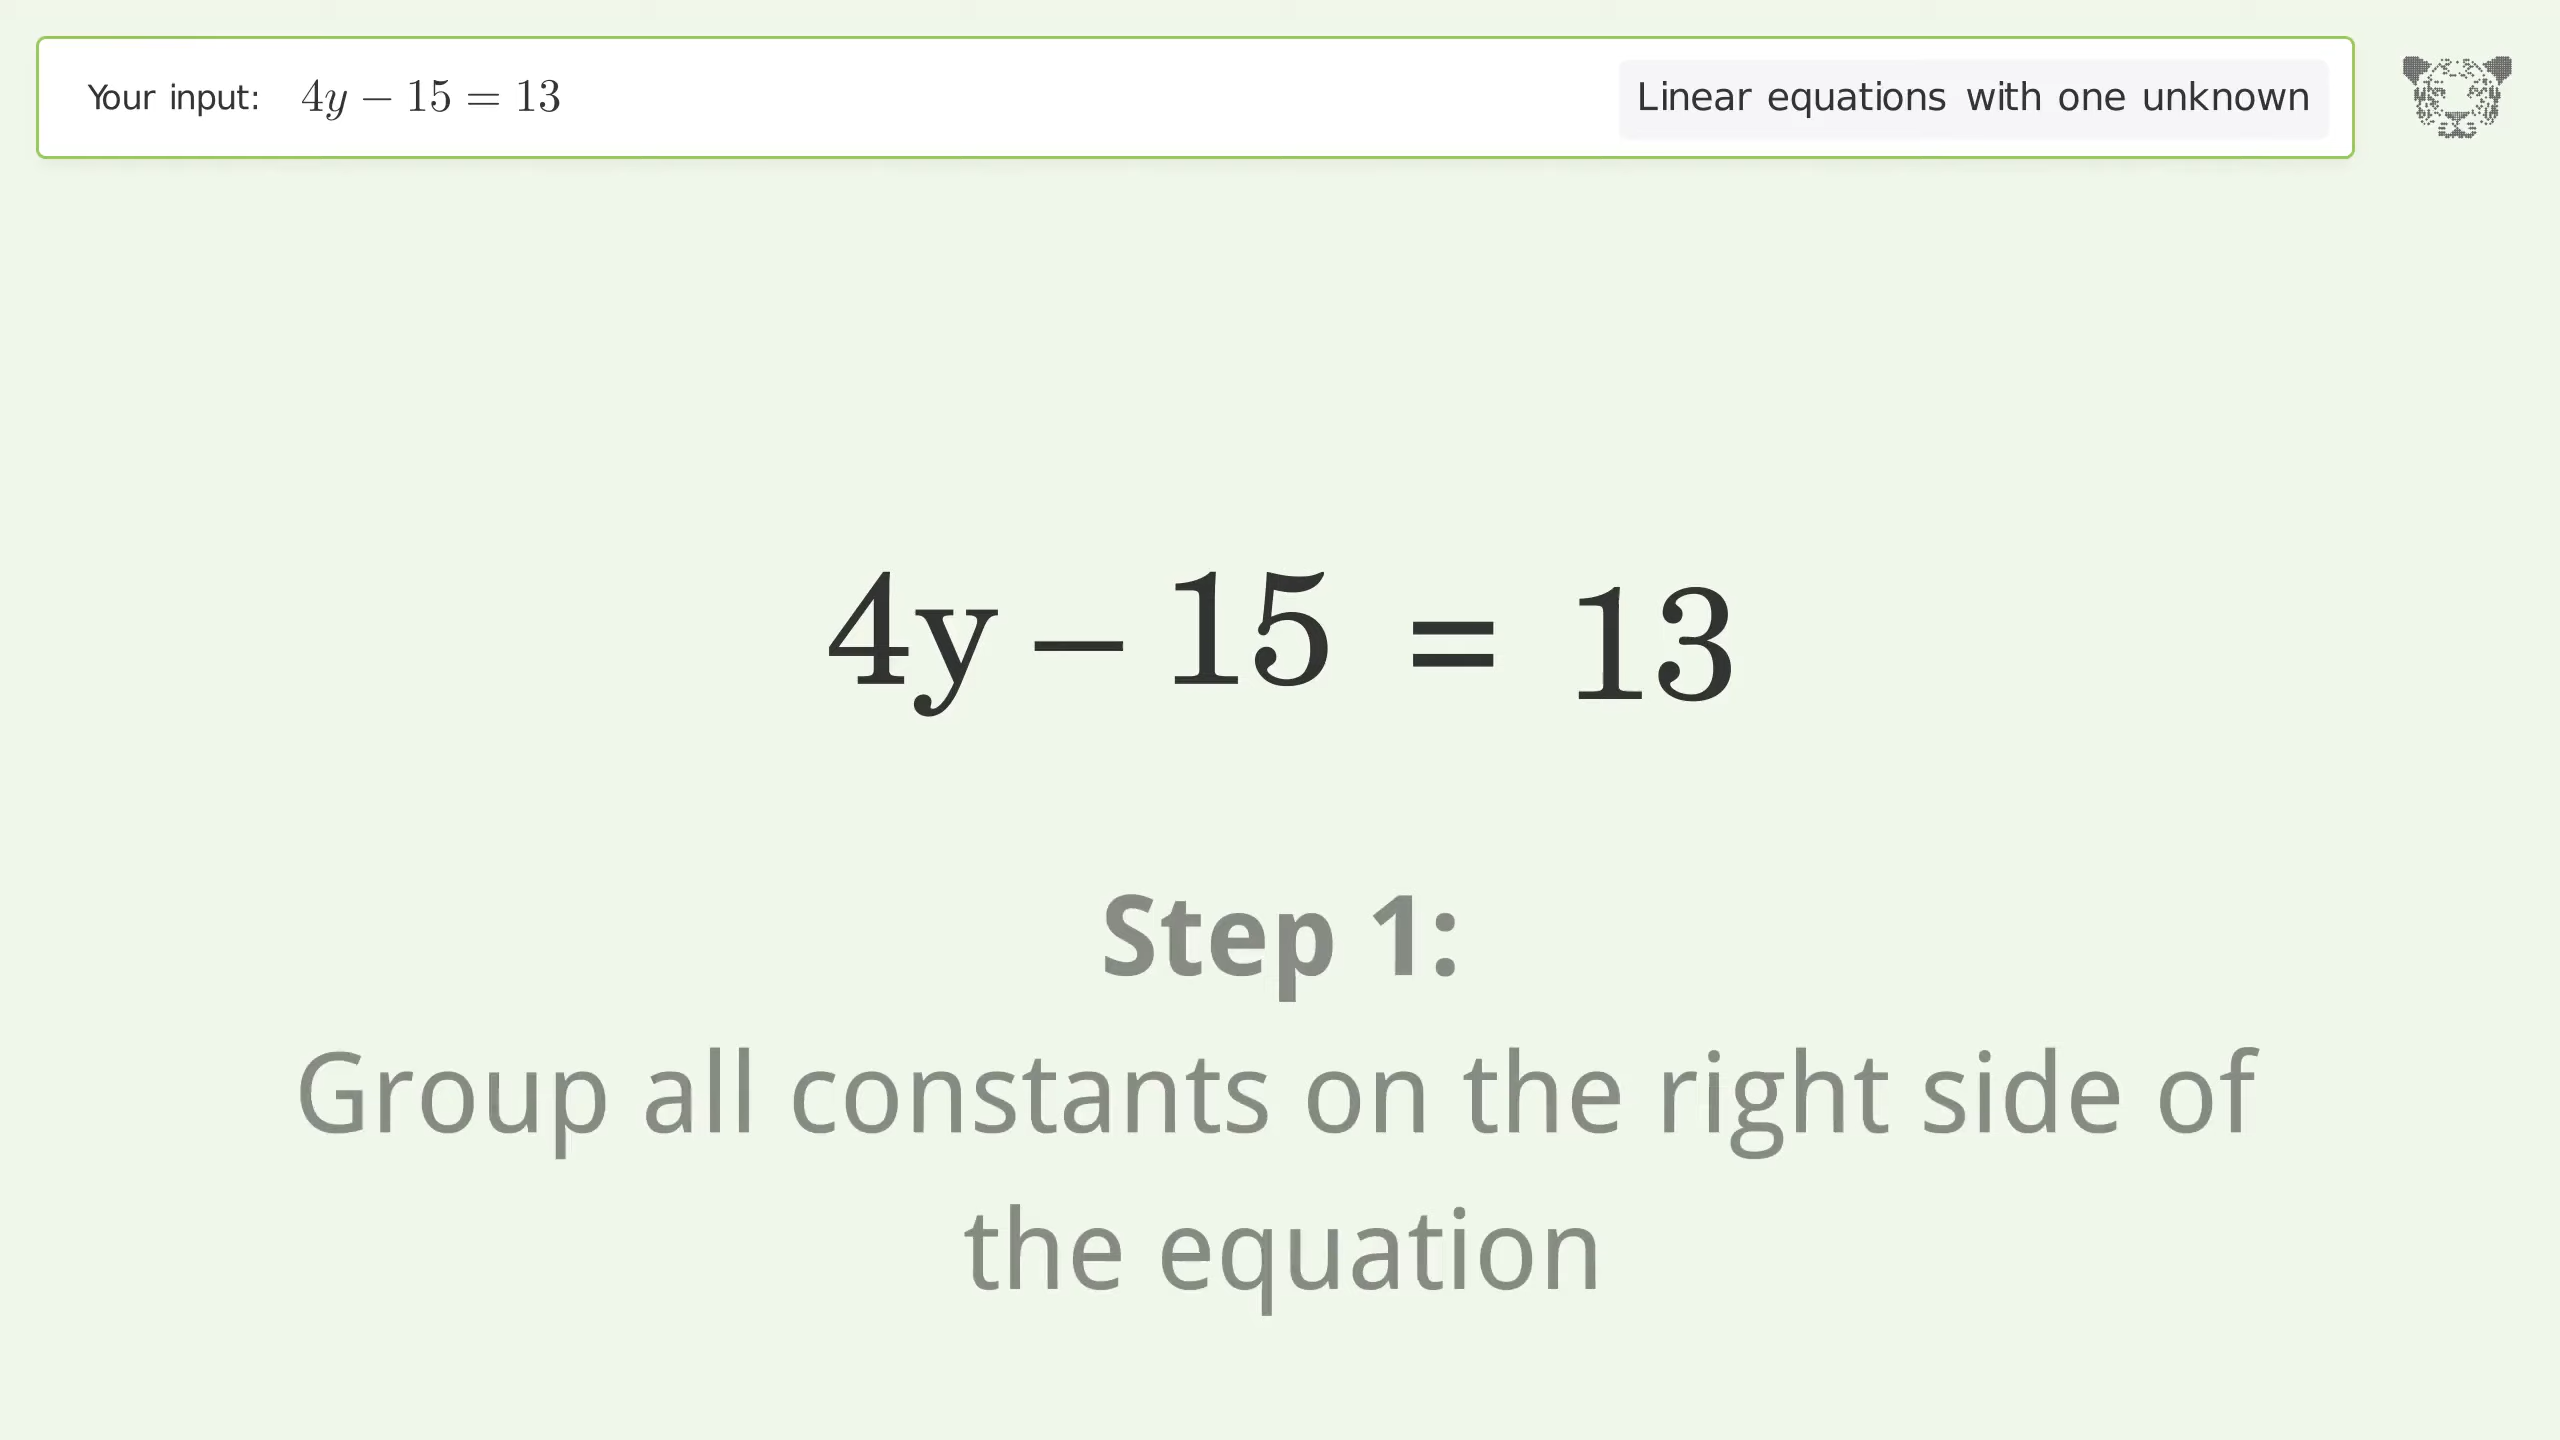 Your input: 4y − 15 = 13
Linear equations with one unknown
4y − 15 = 13
Step 1:
Group all constants on the right side of
the equation